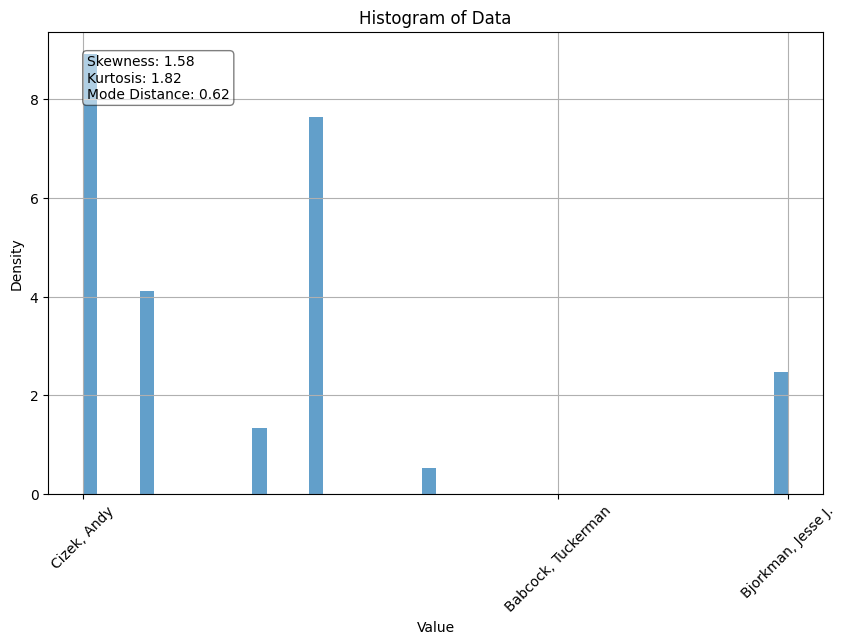 Histogram of Data
Skewness: 1.58
Kurtosis: 1.82
Mode Distance: 0.62
8
6
4
2
0
Density
Cizek, Andy
Babcock, Tuckerman
Bjorkman, Jesse J.
Value